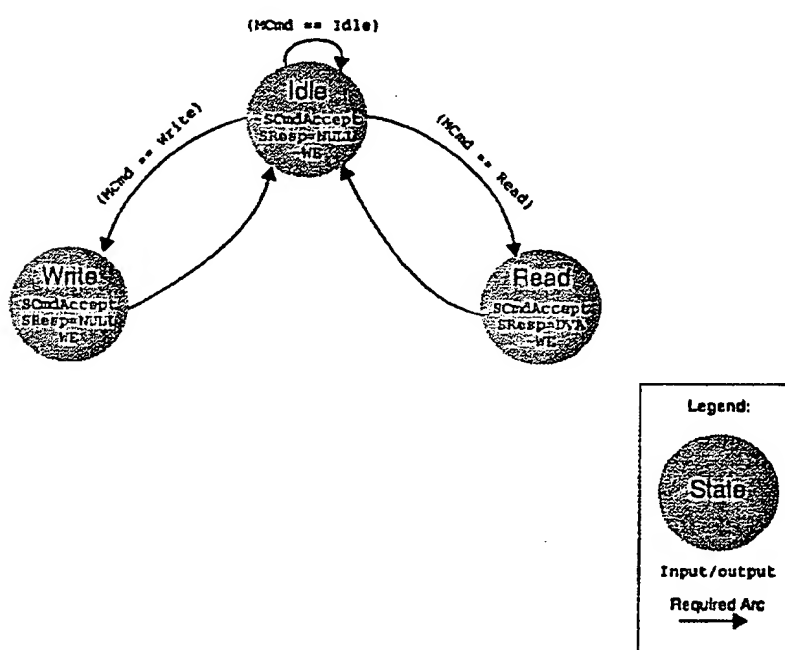 (MCmd == Idle)
Idle
~SCmdAccept
SResp=NULL
~WE
(MCmd == Write)
(MCmd == Read)
Write
SCmdAccept
SResp=NULL
WE
Read
SCmdAccept
SResp=DVA
~WE
Legend:
State
Input/output
Required Arc